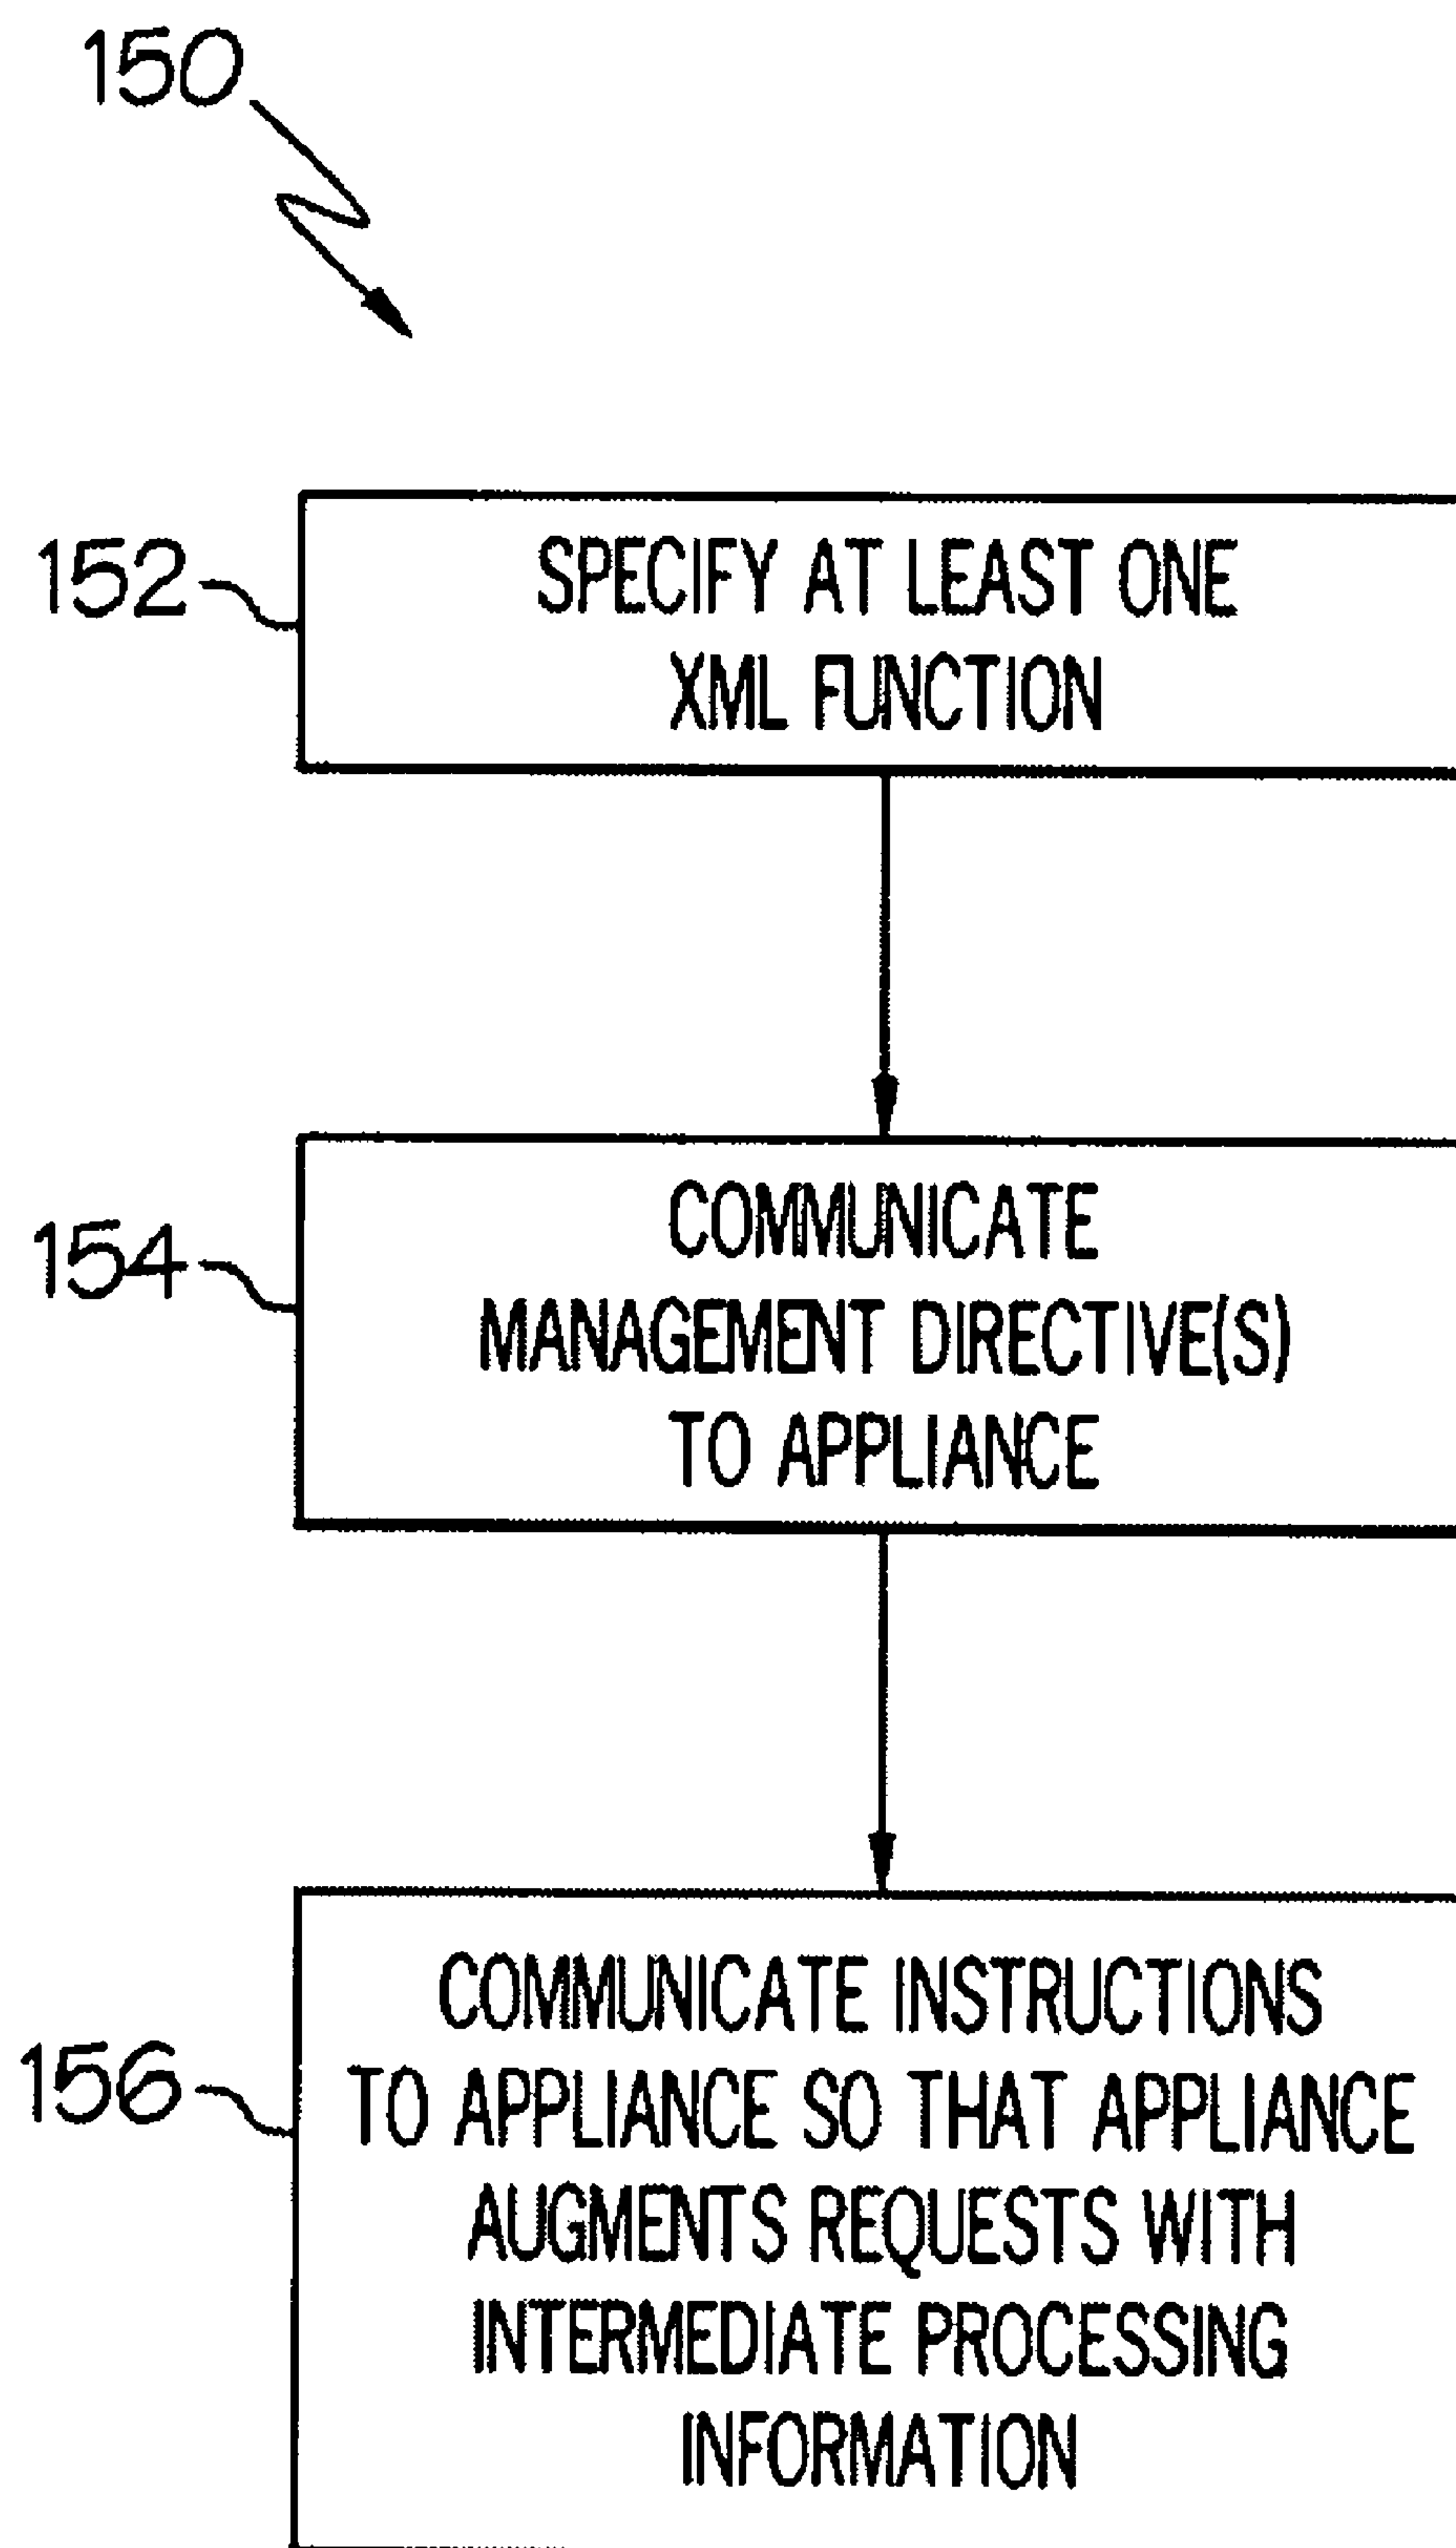 150
152
SPECIFY AT LEAST ONE
XML FUNCTION
154
COMMUNICATE
MANAGEMENT DIRECTIVE(S)
TO APPLIANCE
156
COMMUNICATE INSTRUCTIONS
TO APPLIANCE SO THAT APPLIANCE
AUGMENTS REQUESTS WITH
INTERMEDIATE PROCESSING
INFORMATION